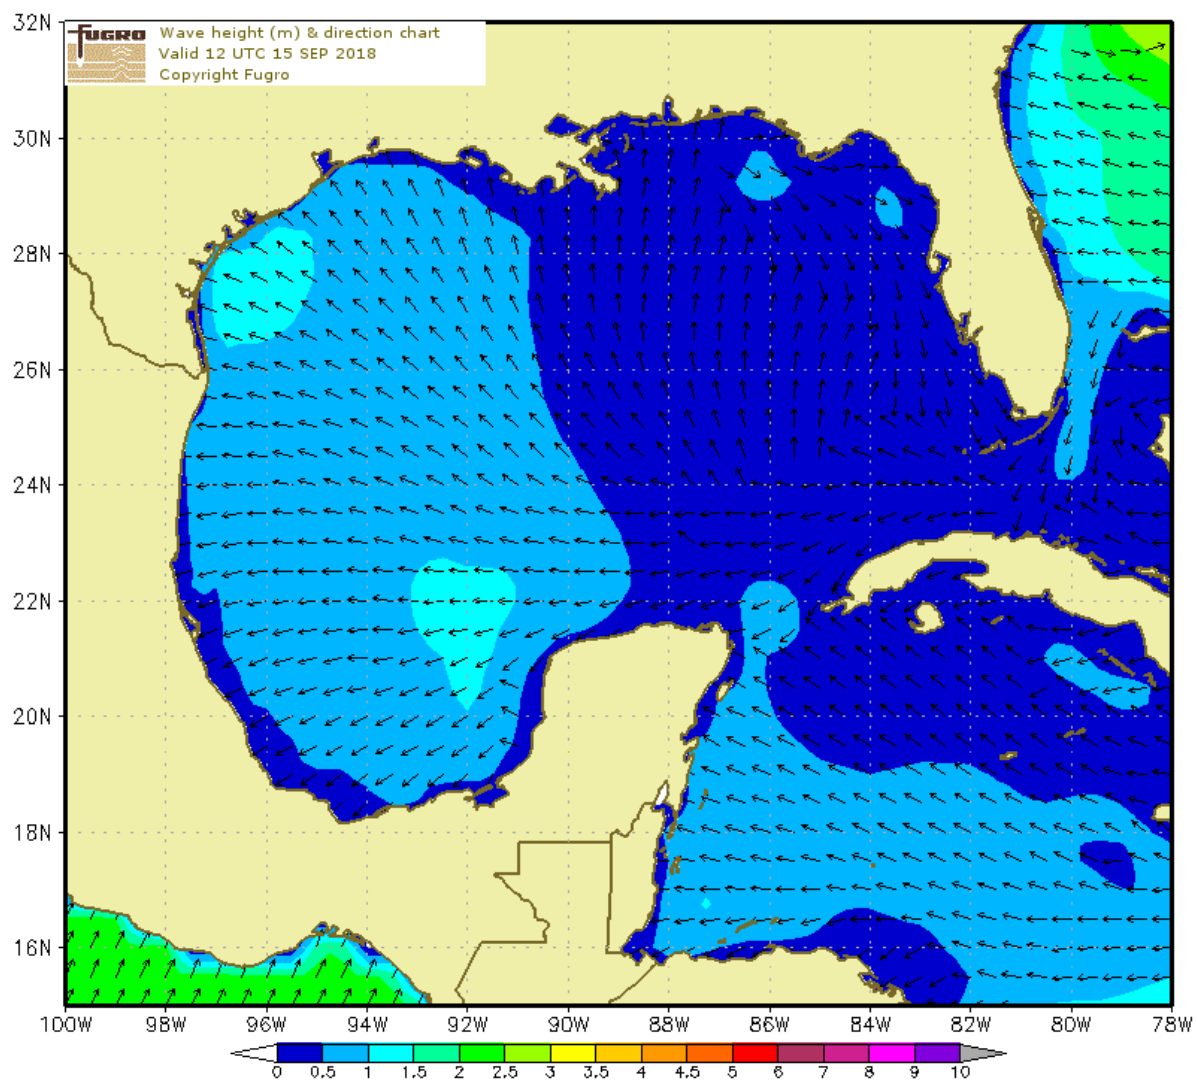 32N
FUGRO
Wave height (m) & direction chart
Valid 12 UTC 15 SEP 2018
Copyright Fugro
30N
28N
26N
24N
22N
20N
18N
16N
100W 98W 96W 94W 92W 90W 88W 86W 84W 82W 80W 78W
0 0.5 1 1.5 2 2.5 3 3.5 4 4.5 5 6 7 8 9 10